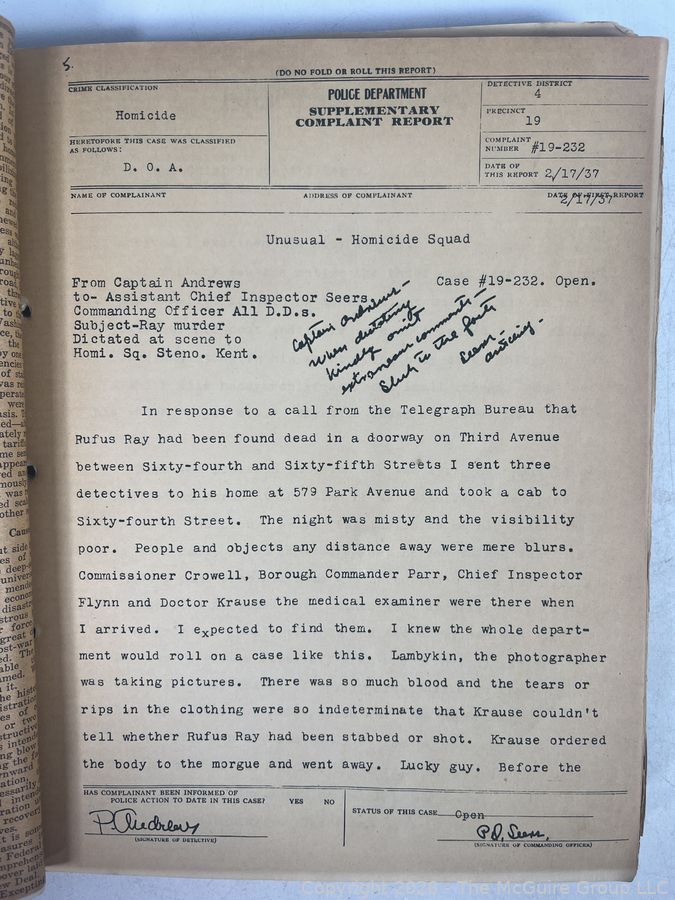 5.
(DO NO FOLD OR ROLL THIS REPORT)
CRIME CLASSIFICATION
Homicide
HERETOFORE THIS CASE WAS CLASSIFIED
AS FOLLOWS:
D. O. A.
POLICE DEPARTMENT
SUPPLEMENTARY
COMPLAINT REPORT
DETECTIVE DISTRICT
4
PRECINCT
19
COMPLAINT
NUMBER #19-232
DATE OF
THIS REPORT 2/17/37
NAME OF COMPLAINANT
ADDRESS OF COMPLAINANT
DATE OF FIRST REPORT
2/17/37
Unusual - Homicide Squad
From Captain Andrews
Case #19-232. Open.
to- Assistant Chief Inspector Seers
Commanding Officer All D.D.s.
Subject-Ray murder
Dictated at scene to
Homi. Sq. Steno. Kent.
Captain Andrews-
When dictating
kindly omit
extraneous comments-
Stick to the facts
Seers-
In response to a call from the Telegraph Bureau that
Rufus Ray had been found dead in a doorway on Third Avenue
between Sixty-fourth and Sixty-fifth Streets I sent three
detectives to his home at 579 Park Avenue and took a cab to
Sixty-fourth Street. The night was misty and the visibility
poor. People and objects any distance away were mere blurs.
Commissioner Crowell, Borough Commander Parr, Chief Inspector
Flynn and Doctor Krause the medical examiner were there when
I arrived. I expected to find them. I knew the whole depart-
ment would roll on a case like this. Lambykin, the photographer
was taking pictures. There was so much blood and the tears or
rips in the clothing were so indeterminate that Krause couldn't
tell whether Rufus Ray had been stabbed or shot. Krause ordered
the body to the morgue and went away. Lucky guy. Before the
HAS COMPLAINANT BEEN INFORMED OF
POLICE ACTION TO DATE IN THIS CASE? YES NO
P. Andrews
(SIGNATURE OF DETECTIVE)
STATUS OF THIS CASE Open
P.D. Seers,
(SIGNATURE OF COMMANDING OFFICER)
Copyright 2026 - The McGuire Group LLC